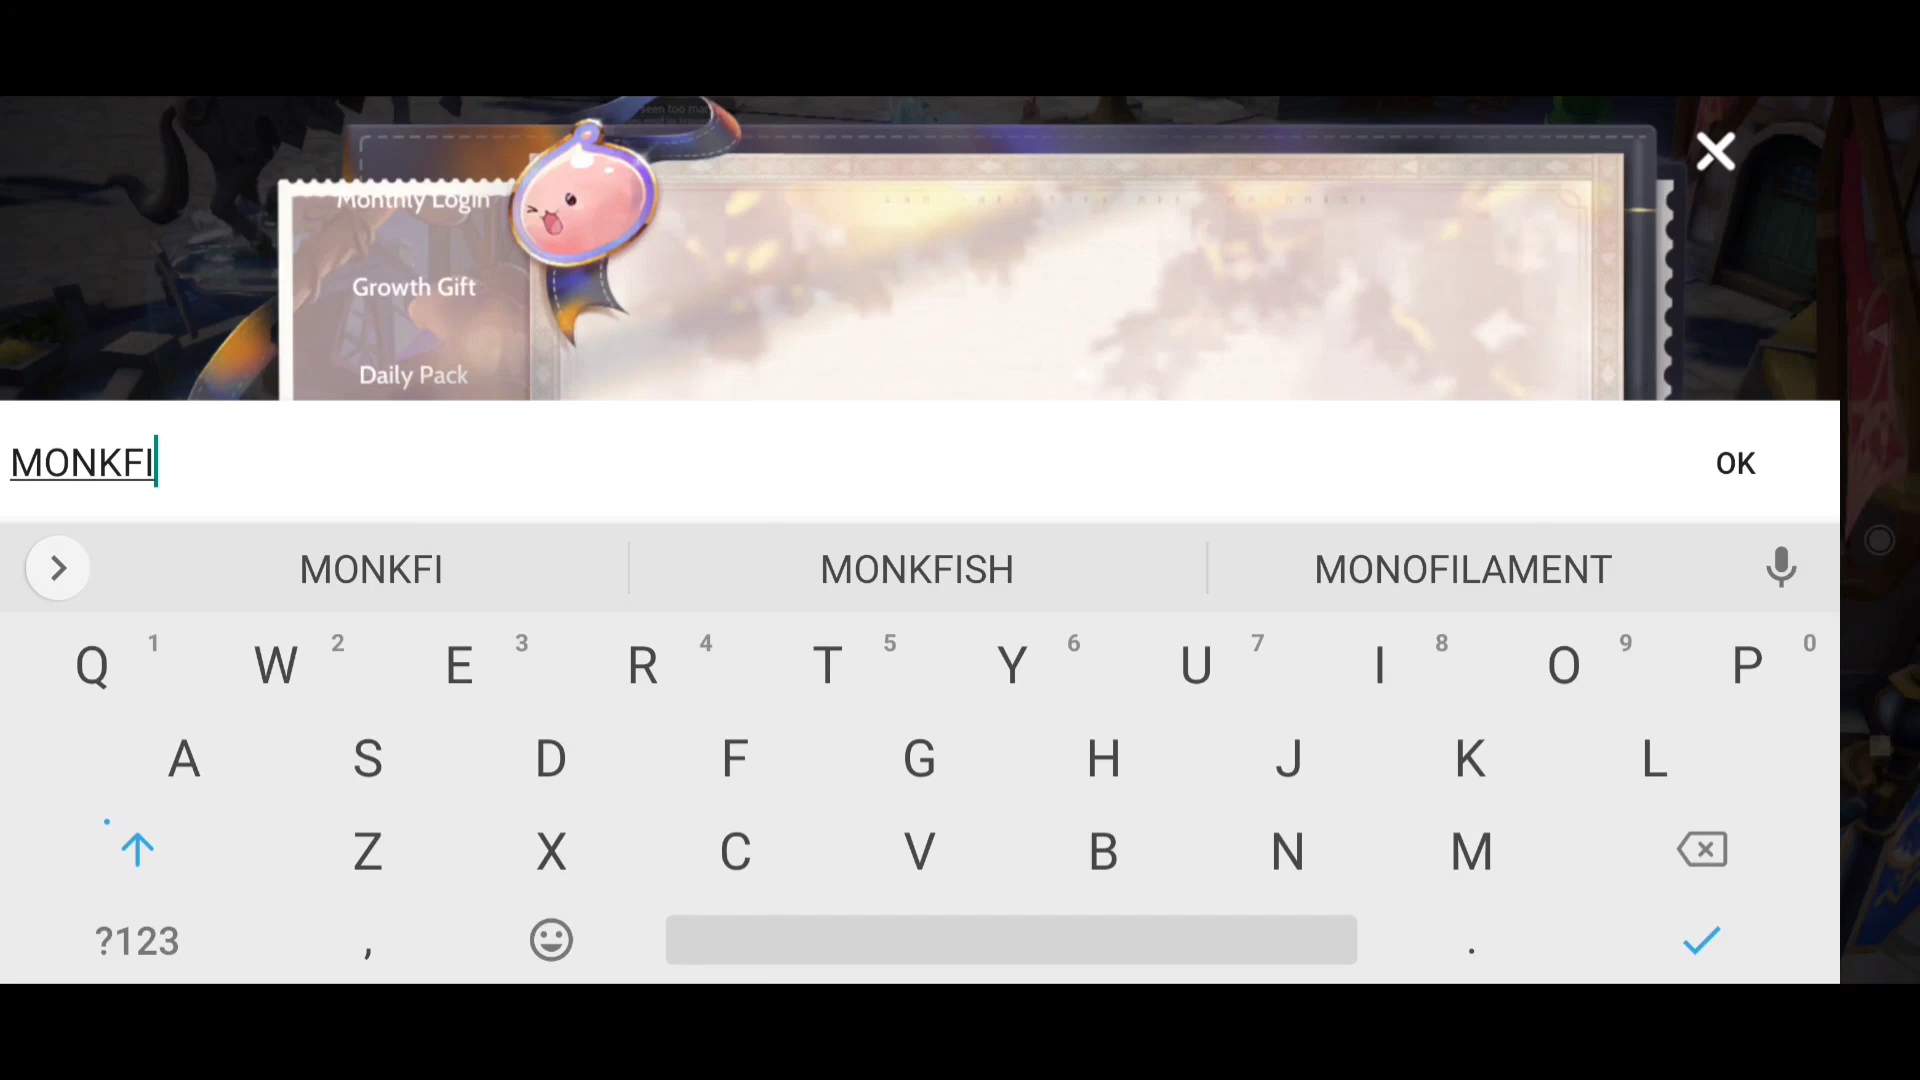 Monthly Login
Growth Gift
Daily Pack
MONKFI
OK
MONKFI MONKFISH MONOFILAMENT
Q 1 W 2 E 3 R 4 T 5 Y 6 U 7 I 8 O 9 P 0
A S D F G H J K L
Z X C V B N M
?123 , .